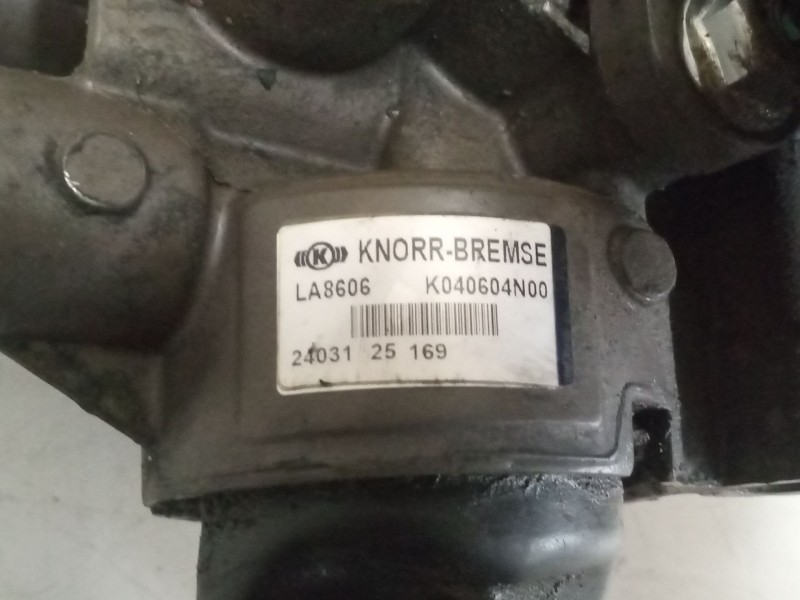 K KNORR-BREMSE
LA8606 K040604N00
24031 25 169